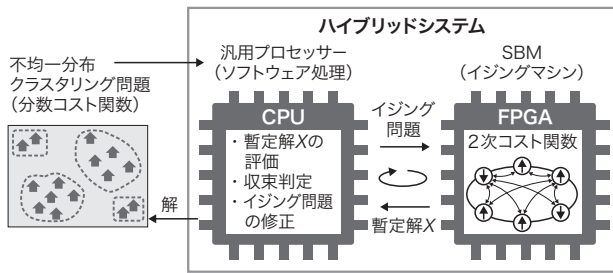 ハイブリッドシステム
不均一分布
クラスタリング問題
（分数コスト関数）
汎用プロセッサー
（ソフトウェア処理）
SBM
（イジングマシン）
CPU
・暫定解Xの
評価
・収束判定
・イジング問題
の修正
イジング
問題
暫定解X
FPGA
2次コスト関数
解